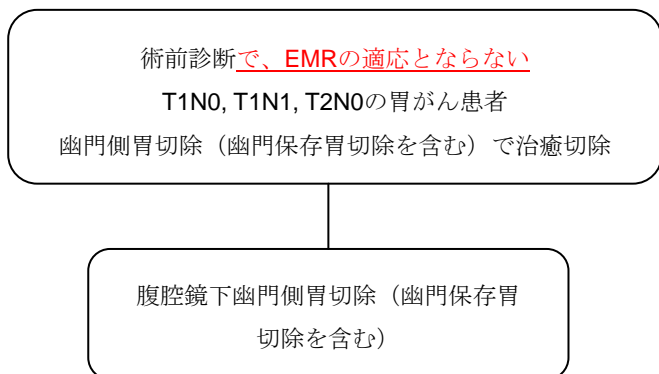 術前診断で、EMRの適応とならない
T1N0, T1N1, T2N0の胃がん患者
幽門側胃切除（幽門保存胃切除を含む）で治癒切除
腹腔鏡下幽門側胃切除（幽門保存胃
切除を含む）